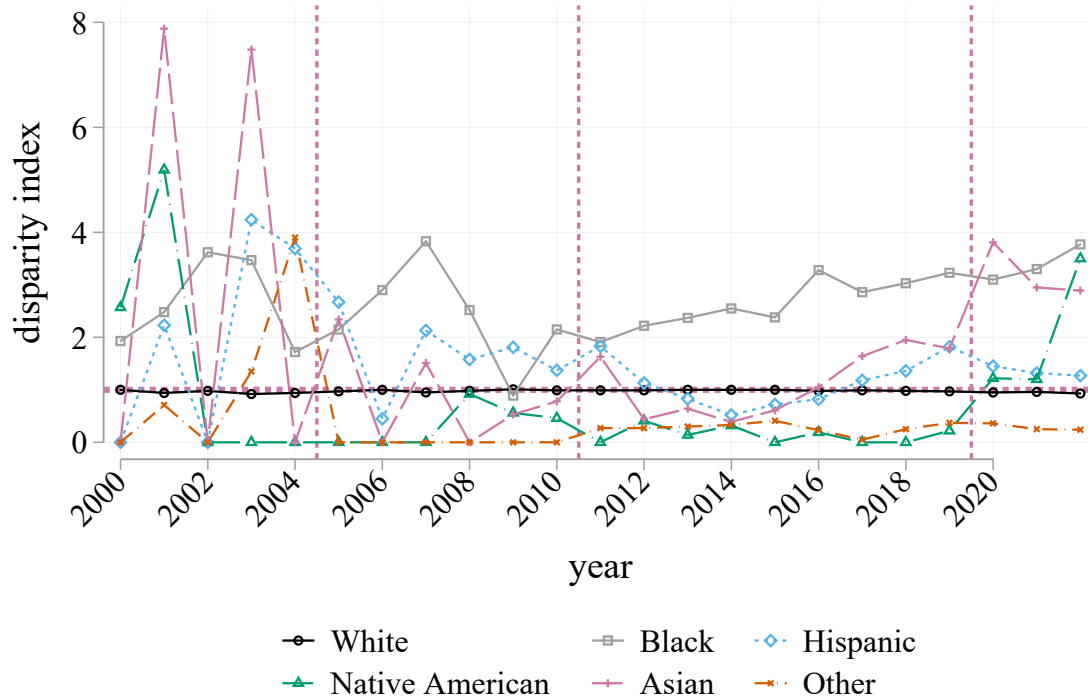 8
6
4
2
0
disparity index
2000 2002 2004 2006 2008 2010 2012 2014 2016 2018 2020
year
White Black Hispanic
Native American Asian Other